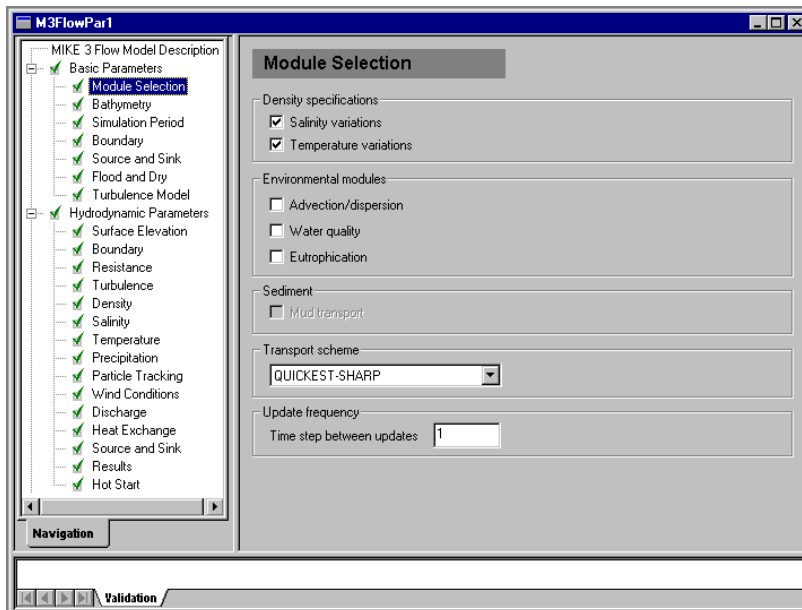 M3FlowPar1
MIKE 3 Flow Model Description
Basic Parameters
Module Selection
Bathymetry
Simulation Period
Boundary
Source and Sink
Flood and Dry
Turbulence Model
Hydrodynamic Parameters
Surface Elevation
Boundary
Resistance
Turbulence
Density
Salinity
Temperature
Precipitation
Particle Tracking
Wind Conditions
Discharge
Heat Exchange
Source and Sink
Results
Hot Start
Navigation
Module Selection
Density specifications
Salinity variations
Temperature variations
Environmental modules
Advection/dispersion
Water quality
Eutrophication
Sediment
Mud transport
Transport scheme
QUICKEST-SHARP
Update frequency
Time step between updates 1
Validation